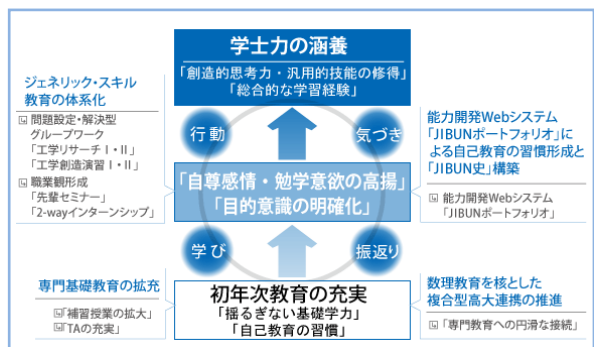 学士力の涵養
「創造的思考力・汎用的技能の修得」
「総合的な学習経験」
ジェネリック・スキル
教育の体系化
問題設定・解決型
グループワーク
「工学リサーチⅠ・Ⅱ」
「工学創造演習Ⅰ・Ⅱ」
職業観形成
「先輩セミナー」
「2-wayインターンシップ」
行動
気づき
能力開発Webシステム
「JIBUNポートフォリオ」に
よる自己教育の習慣形成と
「JIBUN史」構築
能力開発Webシステム
「JIBUNポートフォリオ」
「自尊感情・勉学意欲の高揚」
「目的意識の明確化」
学び
振返り
専門基礎教育の拡充
「補習授業の拡大」
「TAの充実」
初年次教育の充実
「揺るぎない基礎学力」
「自己教育の習慣」
数理教育を核とした
複合型高大連携の推進
「専門教育への円滑な接続」